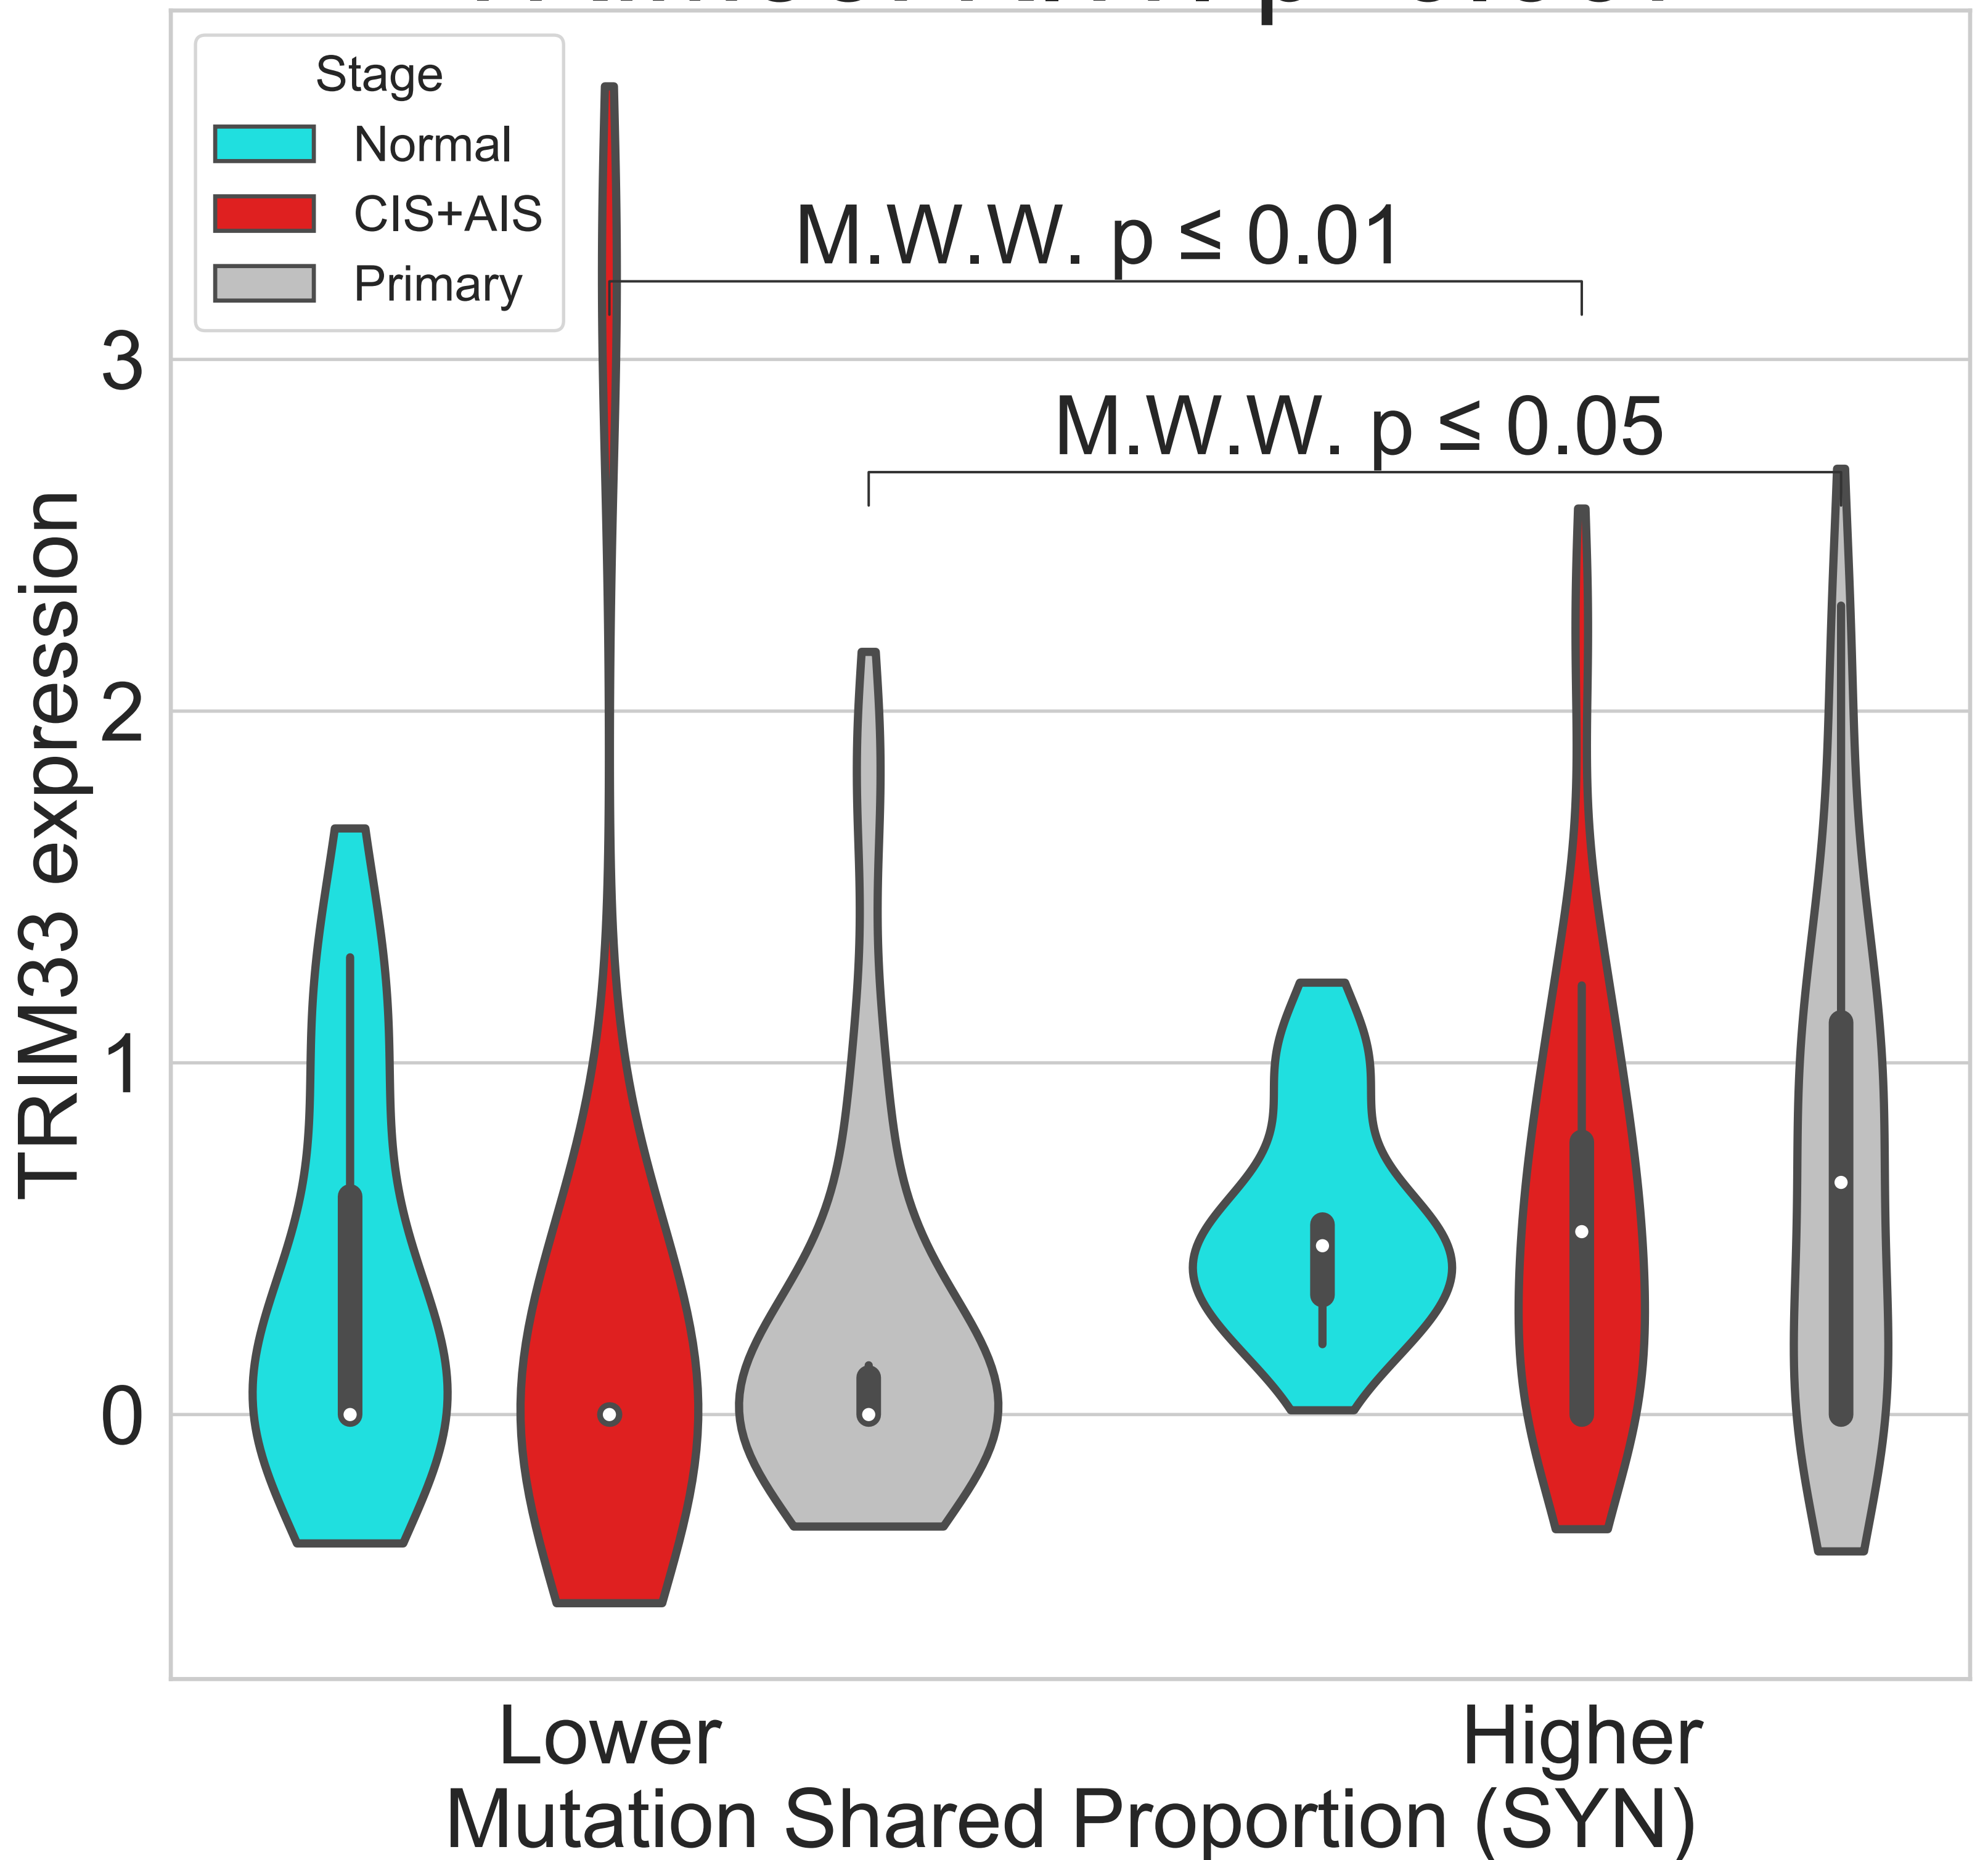 Stage
Normal
CIS+AIS
Primary
M.W.W. p ≤ 0.01
M.W.W. p ≤ 0.05
3
2
1
0
TRIM33 expression
Lower
Higher
Mutation Shared Proportion (SYN)